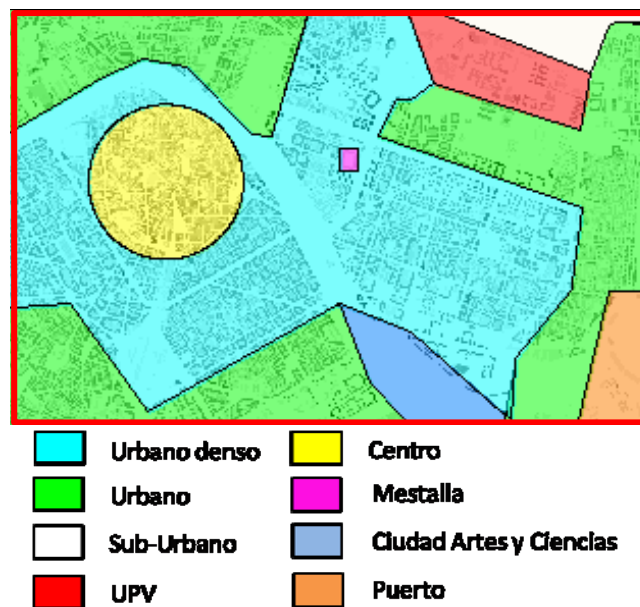 Urbano denso
Centro
Urbano
Mestalla
Sub-Urbano
Ciudad Artes y Ciencias
UPV
Puerto